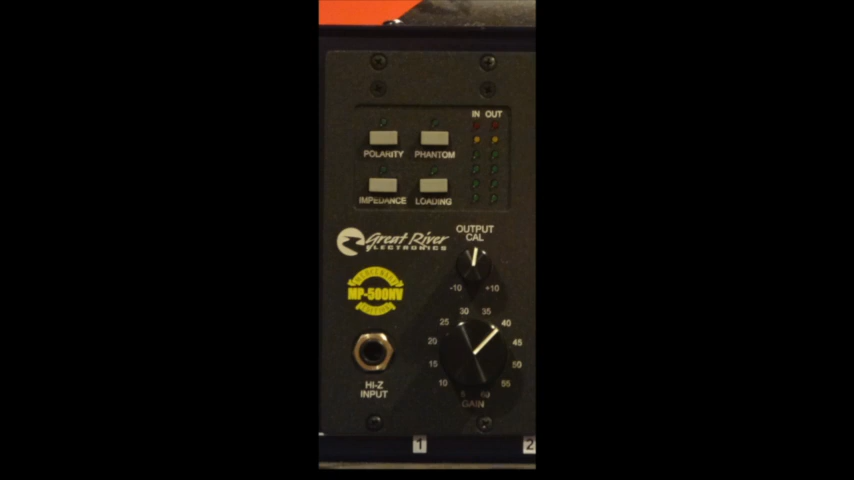 IN OUT
POLARITY PHANTOM
IMPEDANCE LOADING
Great River
ELECTRONICS
OUTPUT
CAL
-10 +10
MP-500NV
30 35
25 40
20 45
15 50
10 55
5 60
GAIN
HI-Z
INPUT
1 2